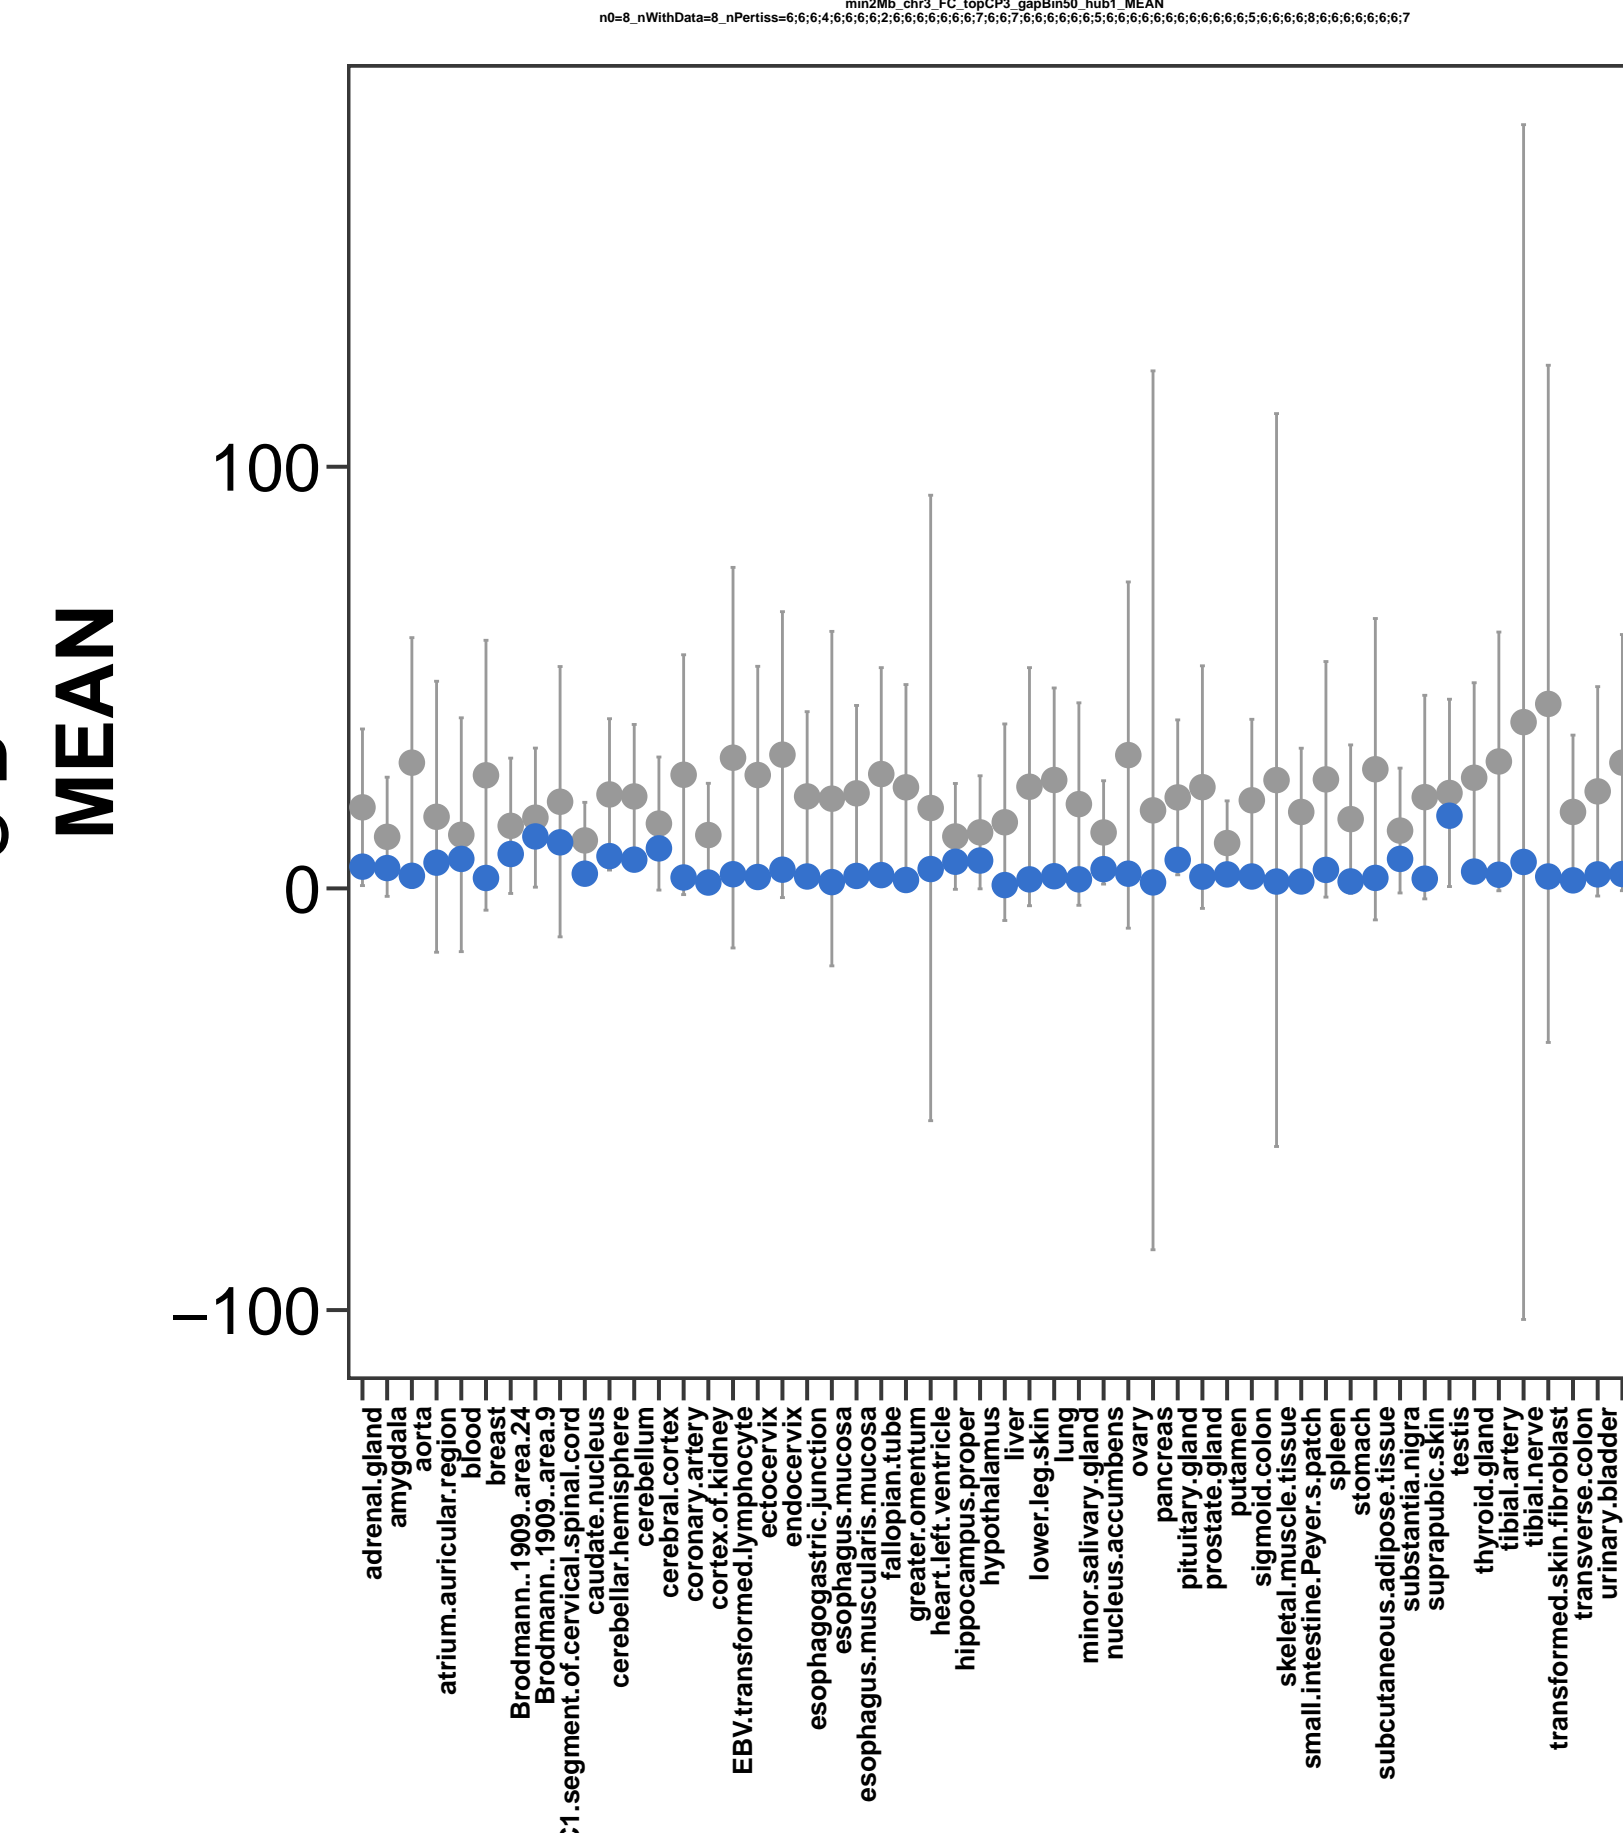 min2Mb_chr3_FC_topCP3_gapBin50_hub1_MEAN
n0=8_nWithData=8_nPertiss=6;6;6;4;6;6;6;6;2;6;6;6;6;6;6;6;7;6;6;7;6;6;6;6;6;6;5;6;6;6;6;6;6;6;6;6;6;6;6;5;6;6;6;6;8;6;6;6;6;6;6;6;7
MEAN
100
0
−100
adrenal.gland
amygdala
aorta
atrium.auricular.region
blood
breast
Brodmann..1909..area.24
Brodmann..1909..area.9
C1.segment.of.cervical.spinal.cord
caudate.nucleus
cerebellar.hemisphere
cerebellum
cerebral.cortex
coronary.artery
cortex.of.kidney
EBV.transformed.lymphocyte
ectocervix
endocervix
esophagogastric.junction
esophagus.mucosa
esophagus.muscularis.mucosa
fallopian.tube
greater.omentum
heart.left.ventricle
hippocampus.proper
hypothalamus
liver
lower.leg.skin
lung
minor.salivary.gland
nucleus.accumbens
ovary
pancreas
pituitary.gland
prostate.gland
putamen
sigmoid.colon
skeletal.muscle.tissue
small.intestine.Peyer.s.patch
spleen
stomach
subcutaneous.adipose.tissue
substantia.nigra
suprapubic.skin
testis
thyroid.gland
tibial.artery
tibial.nerve
transformed.skin.fibroblast
transverse.colon
urinary.bladder